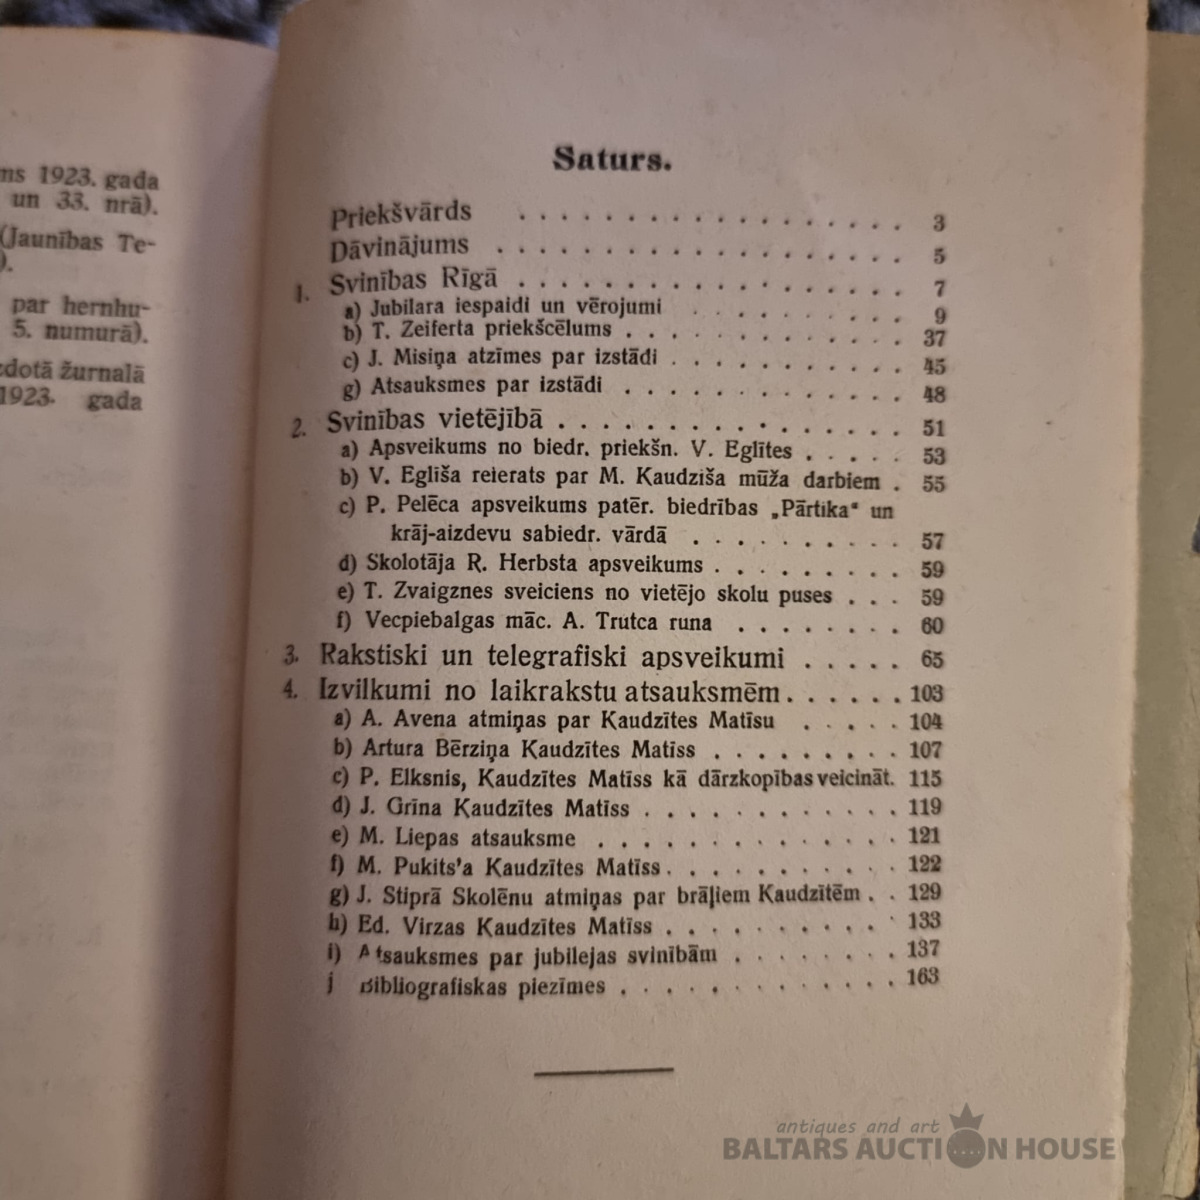 ms 1923. gada
un 33. nrā).
(Jaunības Te-
).
par hernhu-
5. numurā).
dotā žurnalā
1923. gada
Saturs.
Priekšvārds . . . . . . . . . . . . . . . 3
Dāvinājums . . . . . . . . . . . . . . . 5
1. Svinības Rīgā . . . . . . . . . . . . . . . 7
a) Jubilara iespaidi un vērojumi . . . . . . . . 9
b) T. Zeiferta priekšcēlums . . . . . . . . . . . 37
c) J. Misiņa atzīmes par izstādi . . . . . . . . . 45
g) Atsauksmes par izstādi . . . . . . . . . . . 48
2. Svinības vietējībā . . . . . . . . . . . . . 51
a) Apsveikums no biedr. priekšn. V. Eglītes . . . . . 53
b) V. Eglīša reierats par M. Kaudzīša mūža darbiem . 55
c) P. Pelēca apsveikums patēr. biedrības „Pārtika" un
krāj-aizdevu sabiedr. vārdā . . . . . . . . . 57
d) Skolotāja R. Herbsta apsveikums . . . . . . . . 59
e) T. Zvaigznes sveiciens no vietējo skolu puses . . . 59
f) Vecpiebalgas māc. A. Trutca runa . . . . . . . . 60
3. Rakstiski un telegrafiski apsveikumi . . . . . 65
4. Izvilkumi no laikrakstu atsauksmēm . . . . . . 103
a) A. Avena atmiņas par Kaudzītes Matīsu . . . . . 104
b) Artura Bērziņa Kaudzītes Matīss . . . . . . . . . 107
c) P. Elksnis, Kaudzītes Matīss kā dārzkopības veicināt. 115
d) J. Grīna Kaudzītes Matīss . . . . . . . . . . . 119
e) M. Liepas atsauksme . . . . . . . . . . . . . 121
f) M. Pukits'a Kaudzītes Matīss . . . . . . . . . . 122
g) J. Stiprā Skolēnu atmiņas par brāļiem Kaudzītēm . . 129
h) Ed. Virzas Kaudzītes Matīss . . . . . . . . . . 133
i) Atsauksmes par jubilejas svinībām . . . . . . . . 137
j Bibliografiskas piezīmes . . . . . . . . . . . . 163
antiques and art
BALTARS AUCTION HOUSE